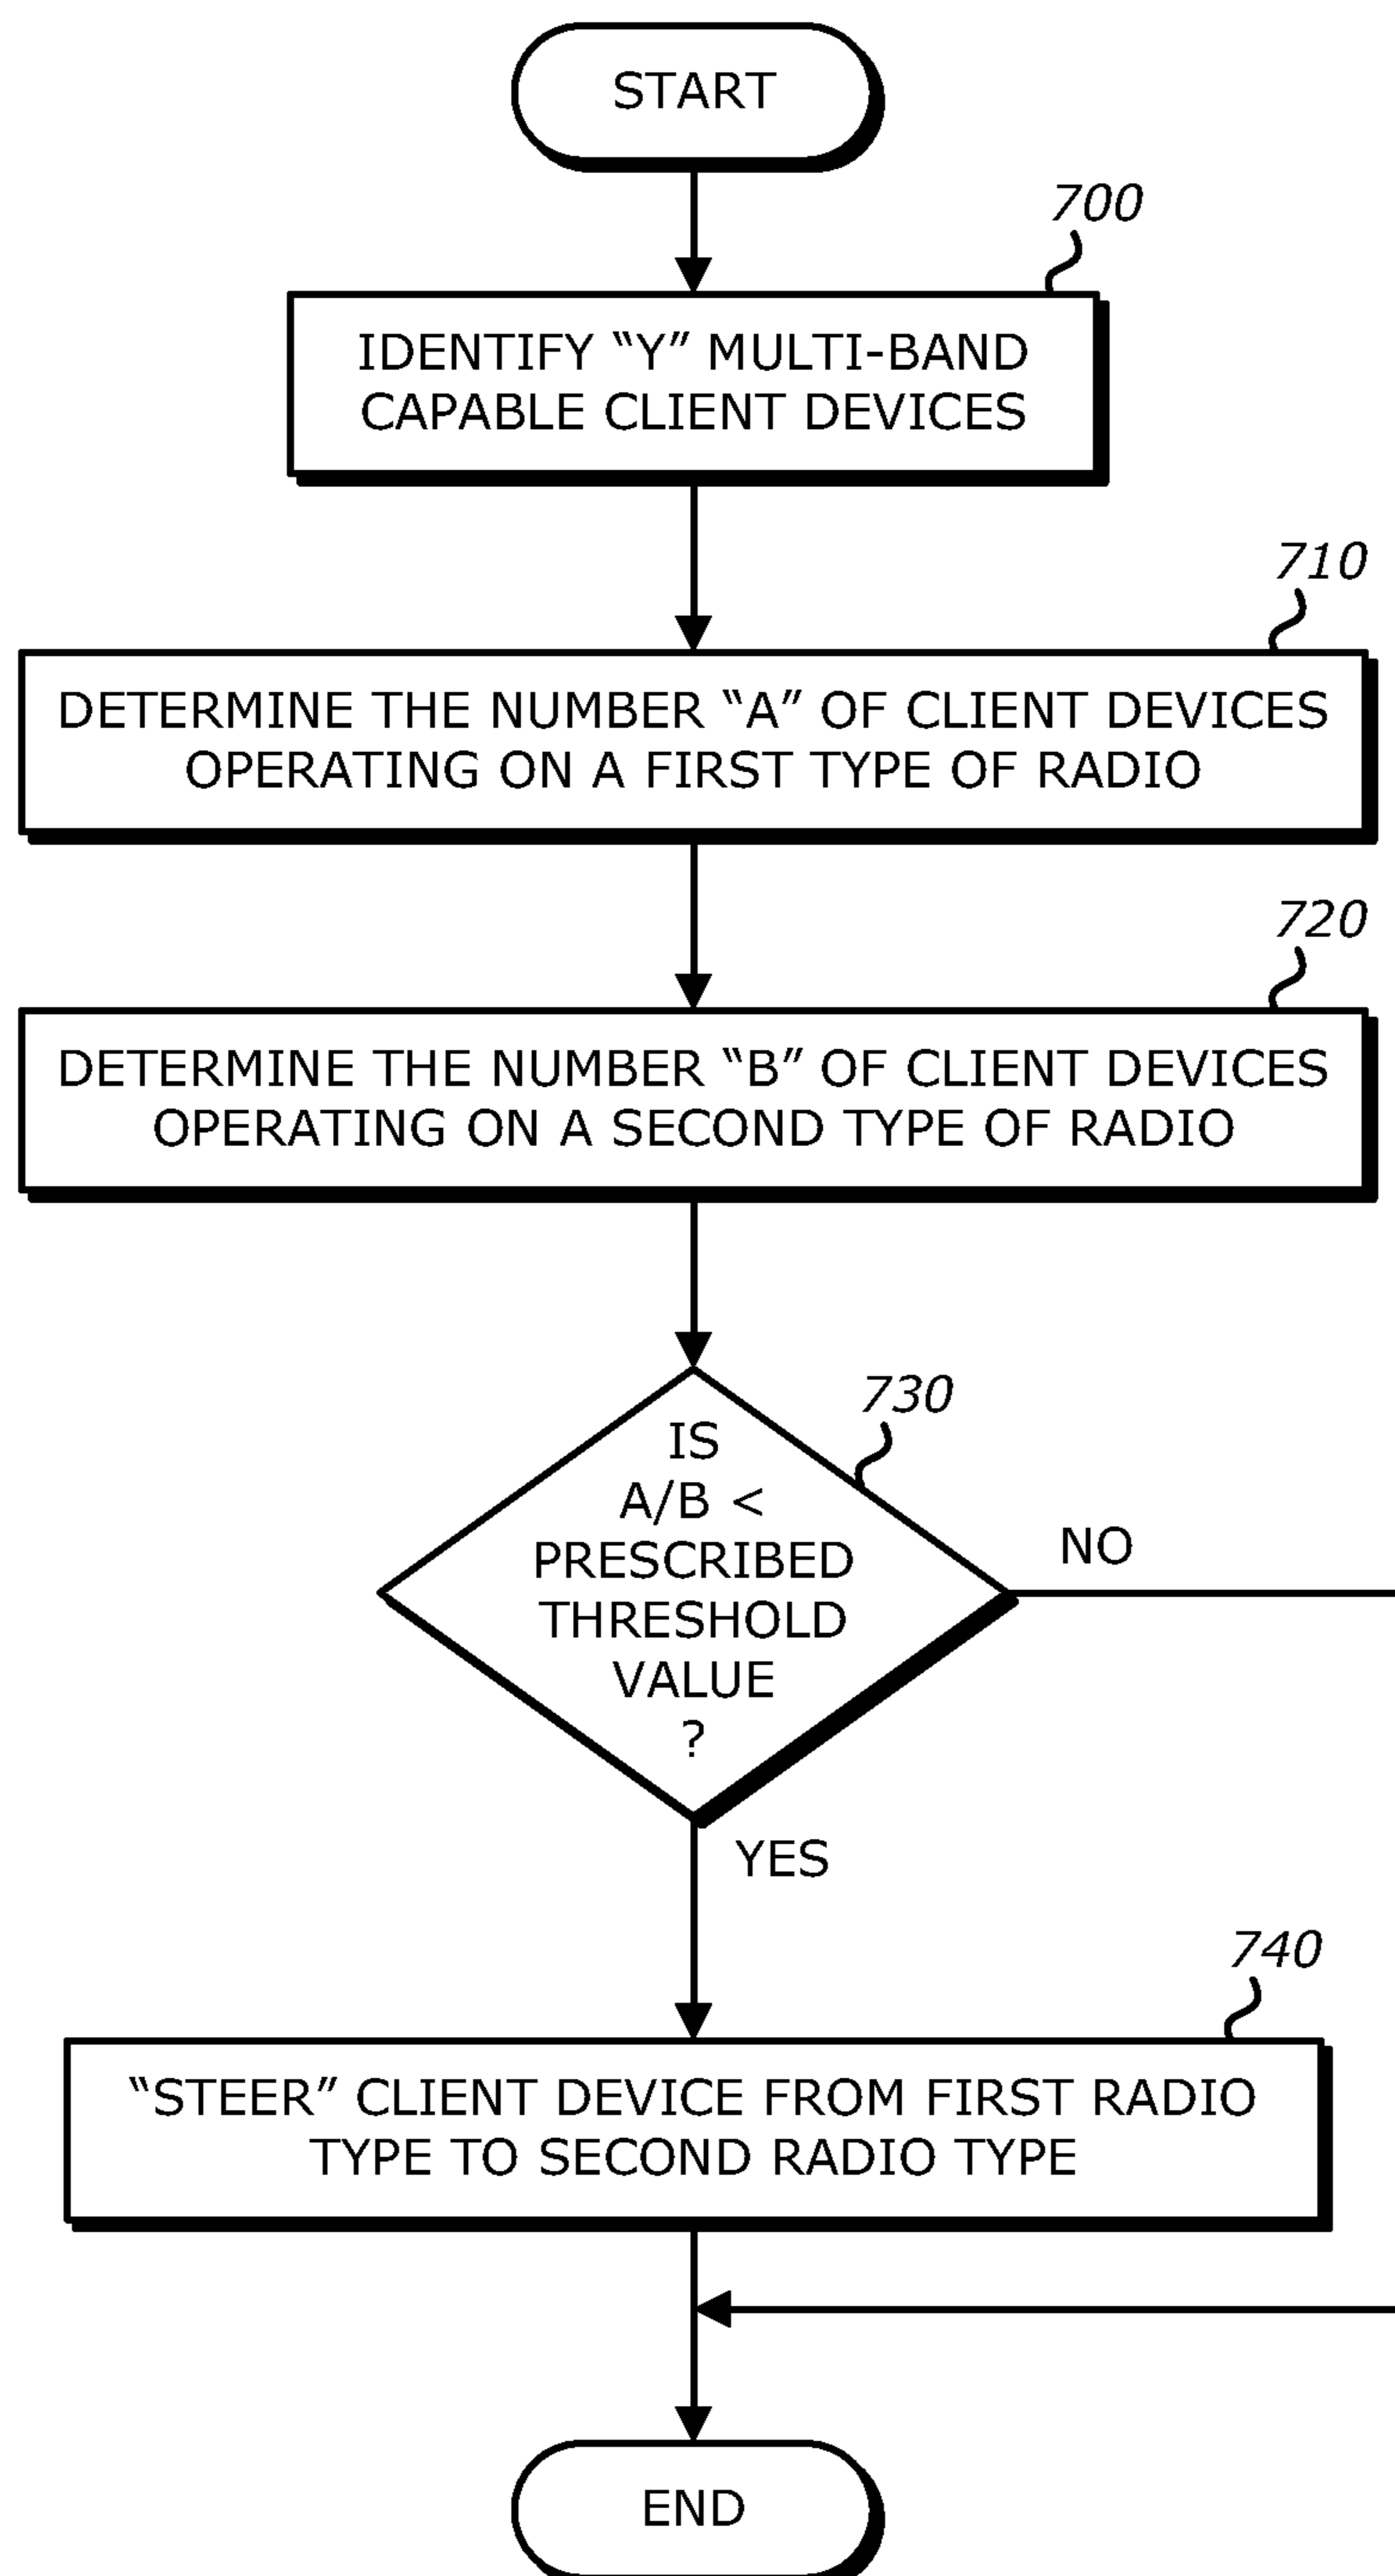 START
700
IDENTIFY “Y” MULTI-BAND
CAPABLE CLIENT DEVICES
710
DETERMINE THE NUMBER “A” OF CLIENT DEVICES
OPERATING ON A FIRST TYPE OF RADIO
720
DETERMINE THE NUMBER “B” OF CLIENT DEVICES
OPERATING ON A SECOND TYPE OF RADIO
730
IS
A/B <
PRESCRIBED
THRESHOLD
VALUE
?
NO
YES
740
“STEER” CLIENT DEVICE FROM FIRST RADIO
TYPE TO SECOND RADIO TYPE
END